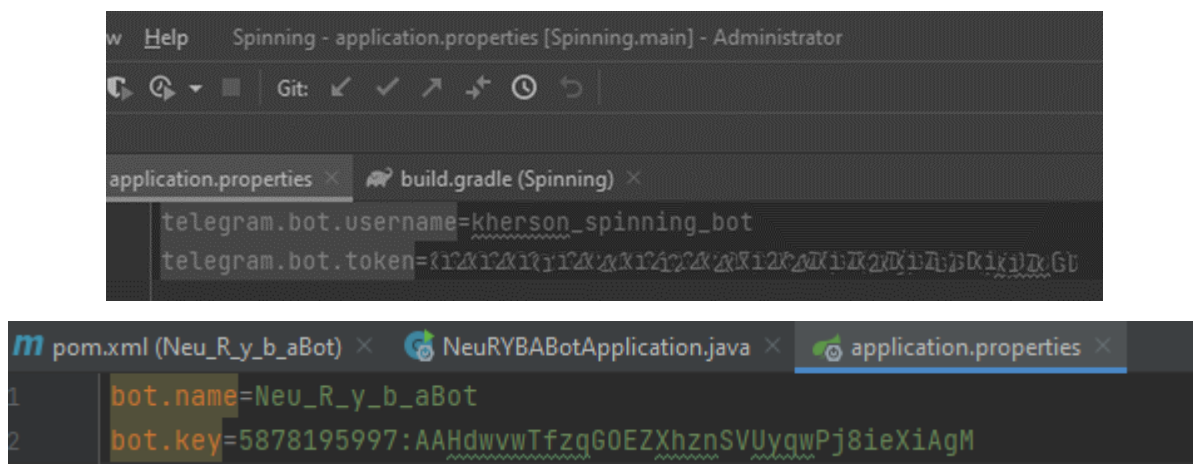 w Help Spinning - application.properties [Spinning.main] - Administrator
Git:
application.properties build.gradle (Spinning)
telegram.bot.username=kherson_spinning_bot
telegram.bot.token=
m pom.xml (Neu_R_y_b_aBot) NeuRYBABotApplication.java application.properties
1 bot.name=Neu_R_y_b_aBot
2 bot.key=5878195997:AAHdwvwTfzqGOEZXhznSVUyqwPj8ieXiAgM